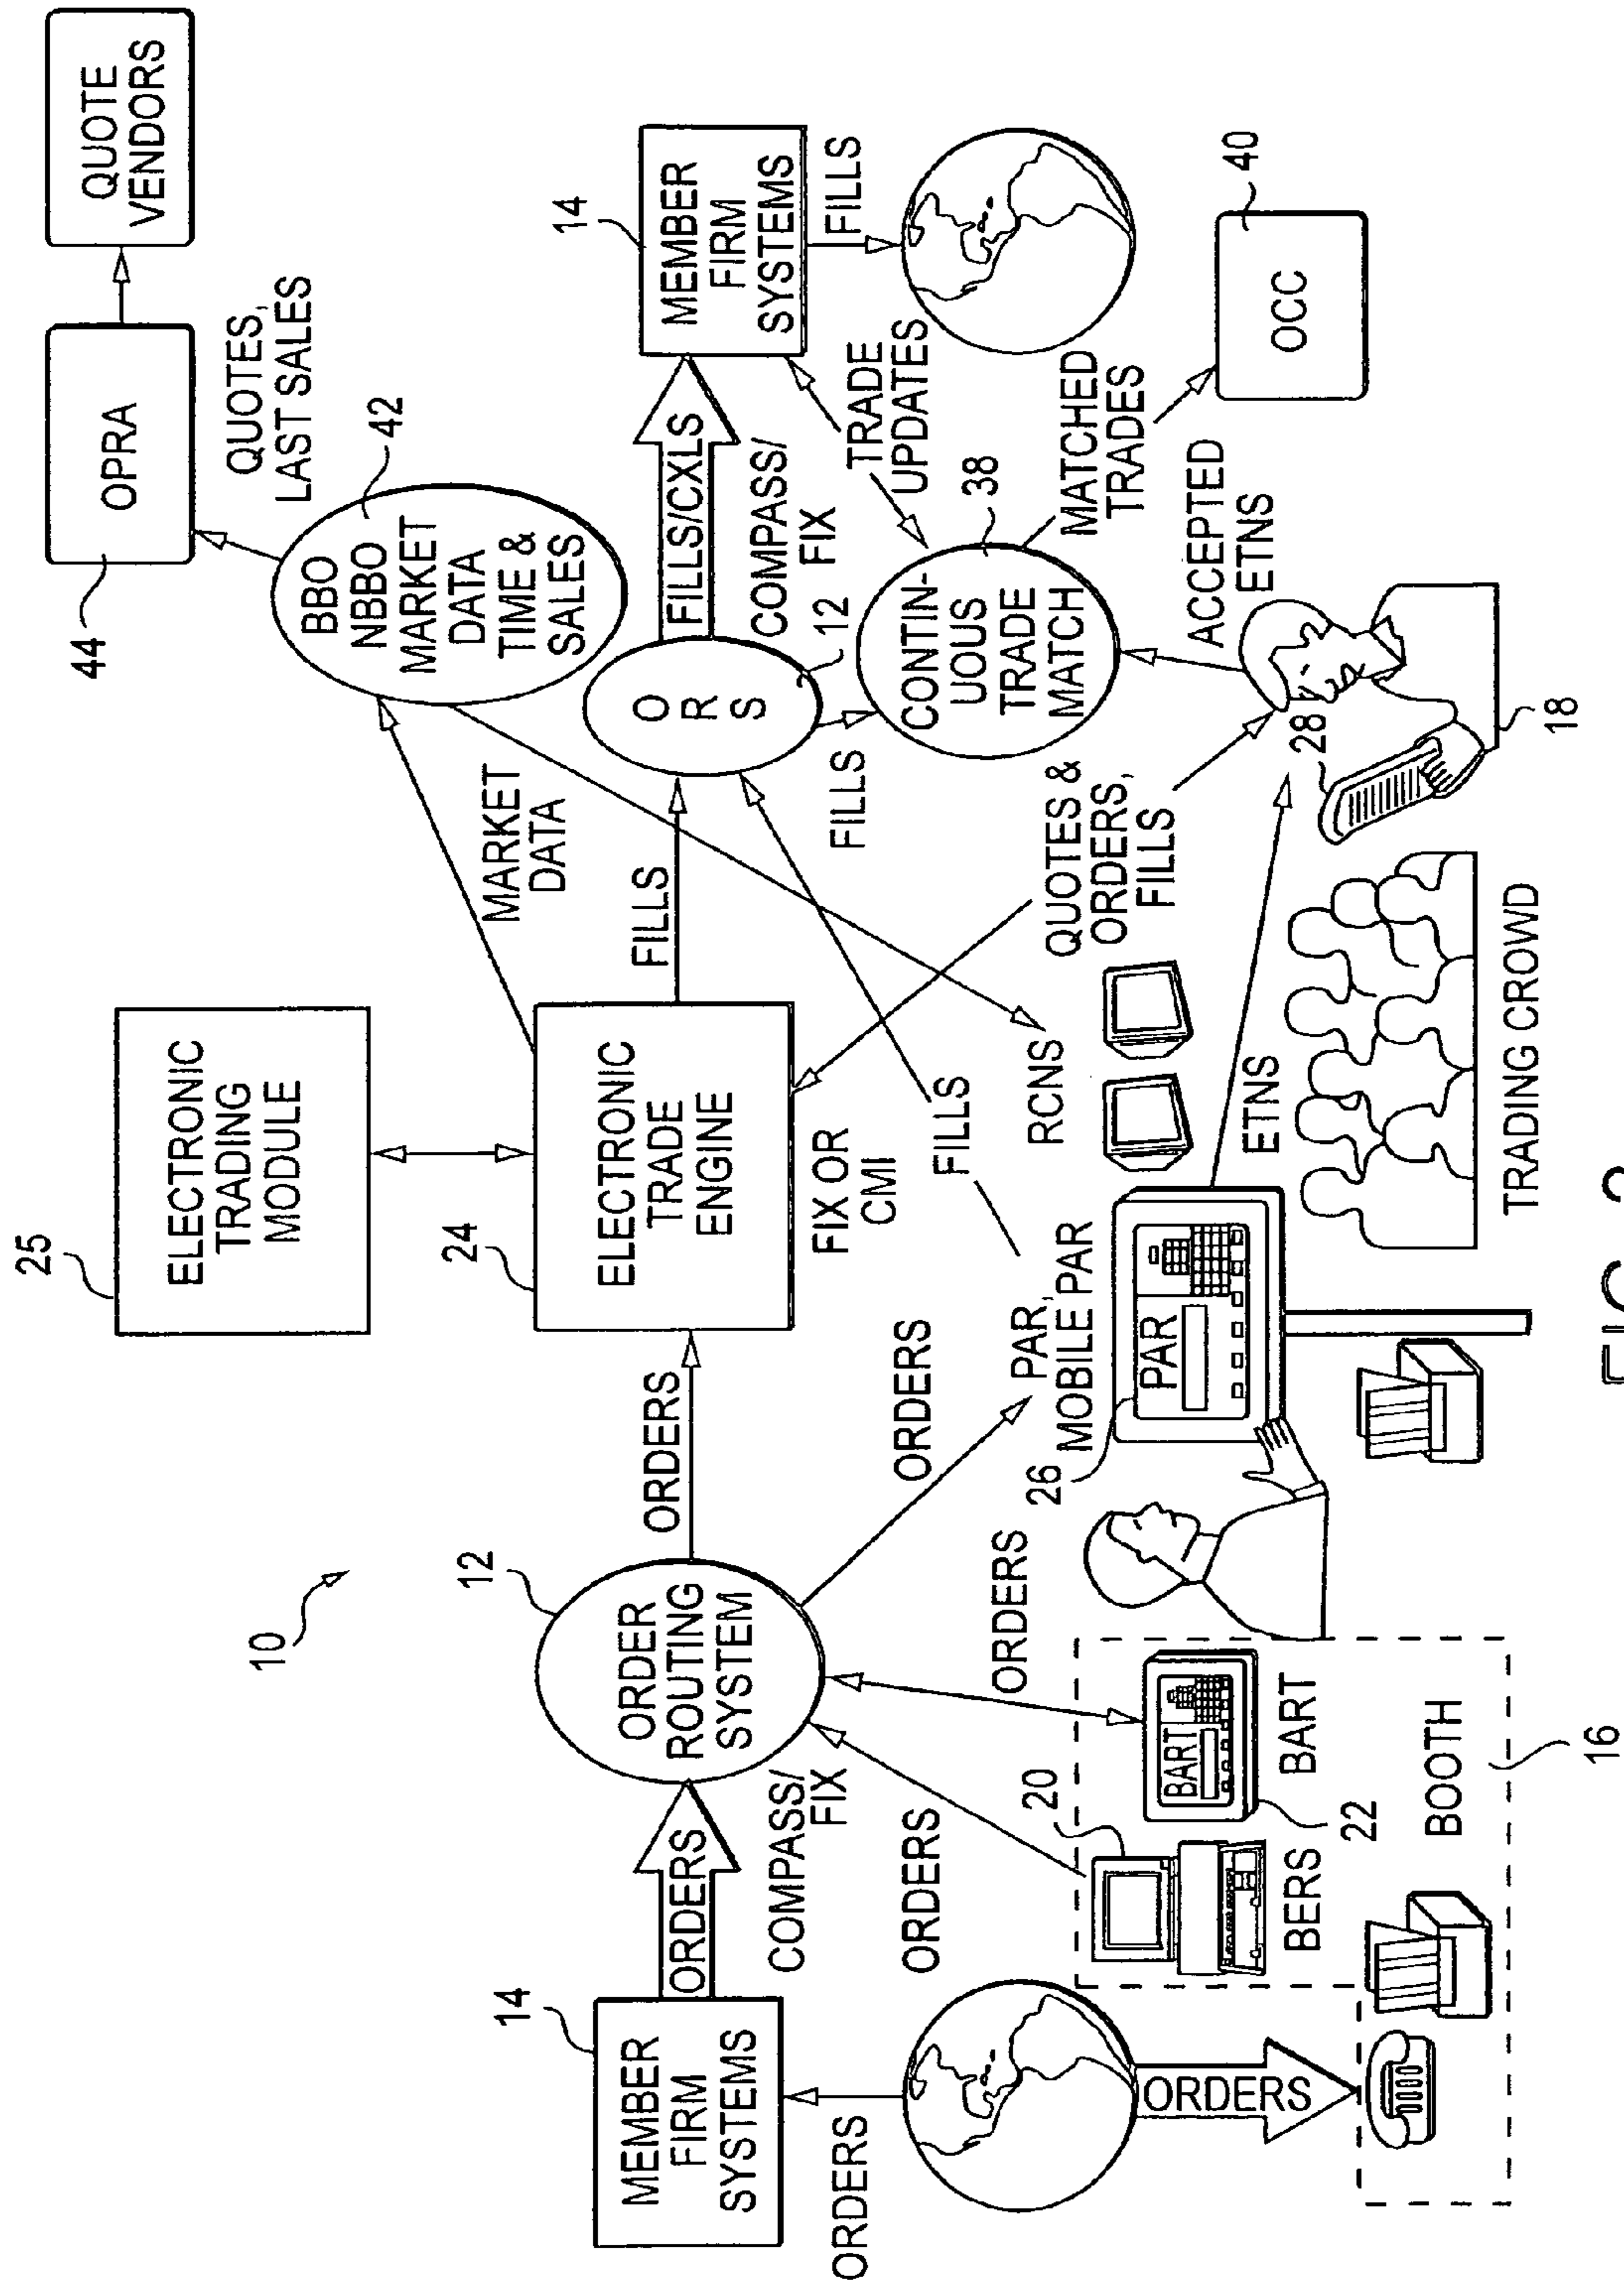 25
ELECTRONIC
TRADING
MODULE
44
OPRA
QUOTE
VENDORS
QUOTES,
LAST SALES
10
14
MEMBER
FIRM
SYSTEMS
ORDERS
COMPASS/
FIX
12
ORDER
ROUTING
SYSTEM
ORDERS
24
ELECTRONIC
TRADE
ENGINE
MARKET
DATA
BBO
NBBO
MARKET
DATA
TIME &
SALES
42
FILLS
ORS
12
FILLS/CXLS
COMPASS/
FIX
14
MEMBER
FIRM
SYSTEMS
FILLS
ORDERS
ORDERS
ORDERS
ORDERS
ORDERS
FIX OR
CMI
FILLS
FILLS
CONTIN-
UOUS
TRADE
MATCH
38
TRADE
UPDATES
MATCHED
TRADES
40
OCC
QUOTES &
ORDERS,
FILLS
ACCEPTED
ETNS
RCNS
PAR,
MOBILE PAR
26
PAR
ETNS
28
18
TRADING CROWD
20
BERS
BART
22
BART
BOOTH
16